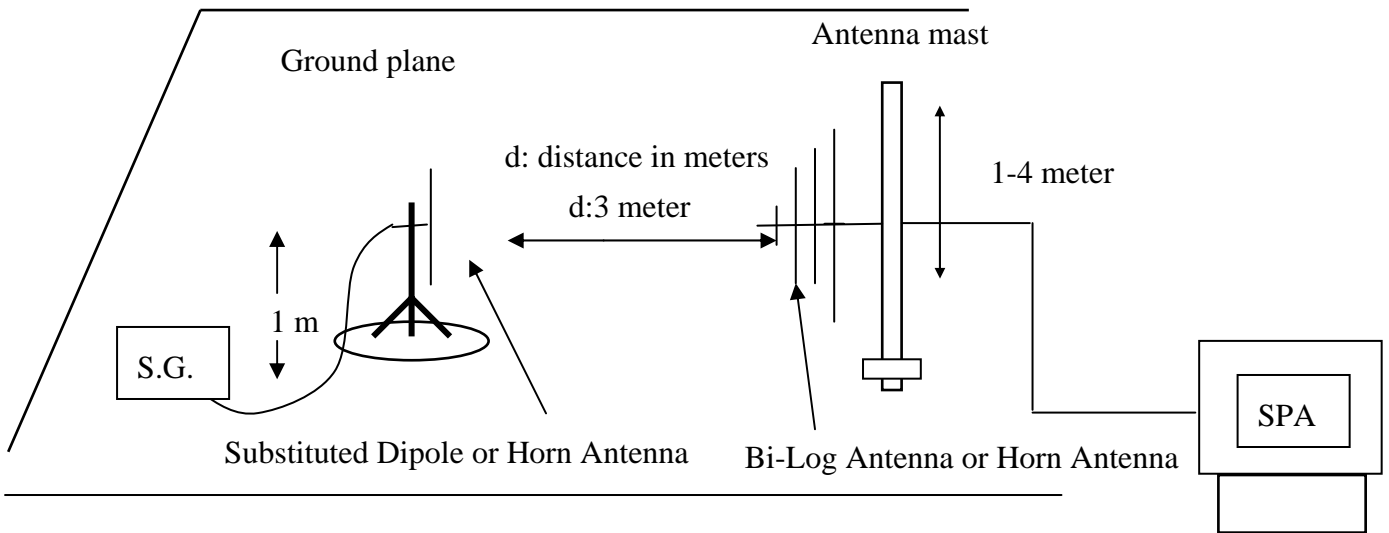 Antenna mast
Ground plane
d: distance in meters
d:3 meter
1-4 meter
1 m
S.G.
SPA
Substituted Dipole or Horn Antenna
Bi-Log Antenna or Horn Antenna